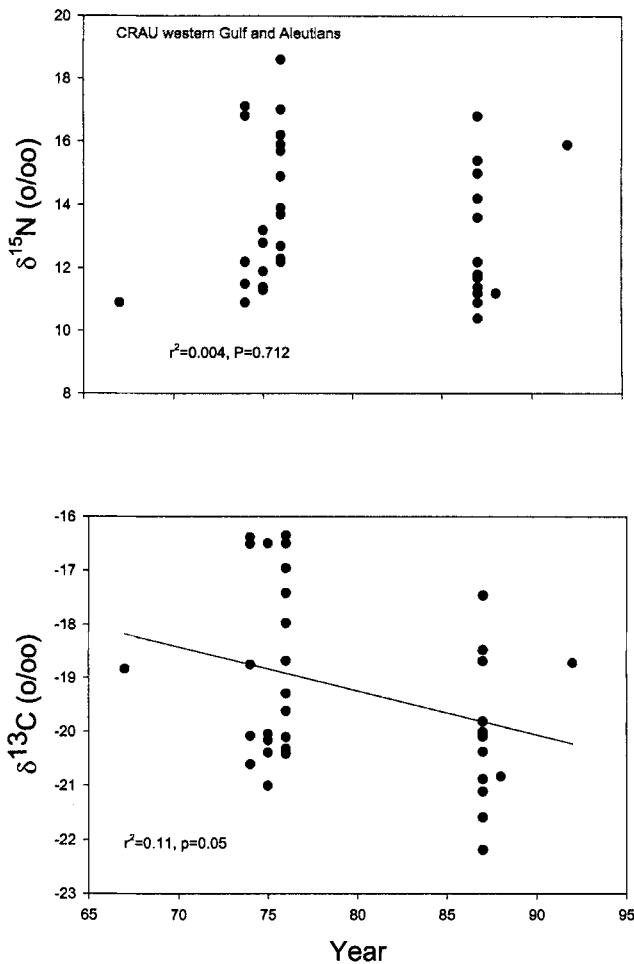 CRAU western Gulf and Aleutians
20
18
16
14
12
10
8
δ15N (o/oo)
r2=0.004, P=0.712
-16
-17
-18
-19
-20
-21
-22
-23
δ13C (o/oo)
r2=0.11, p=0.05
65 70 75 80 85 90 95
Year